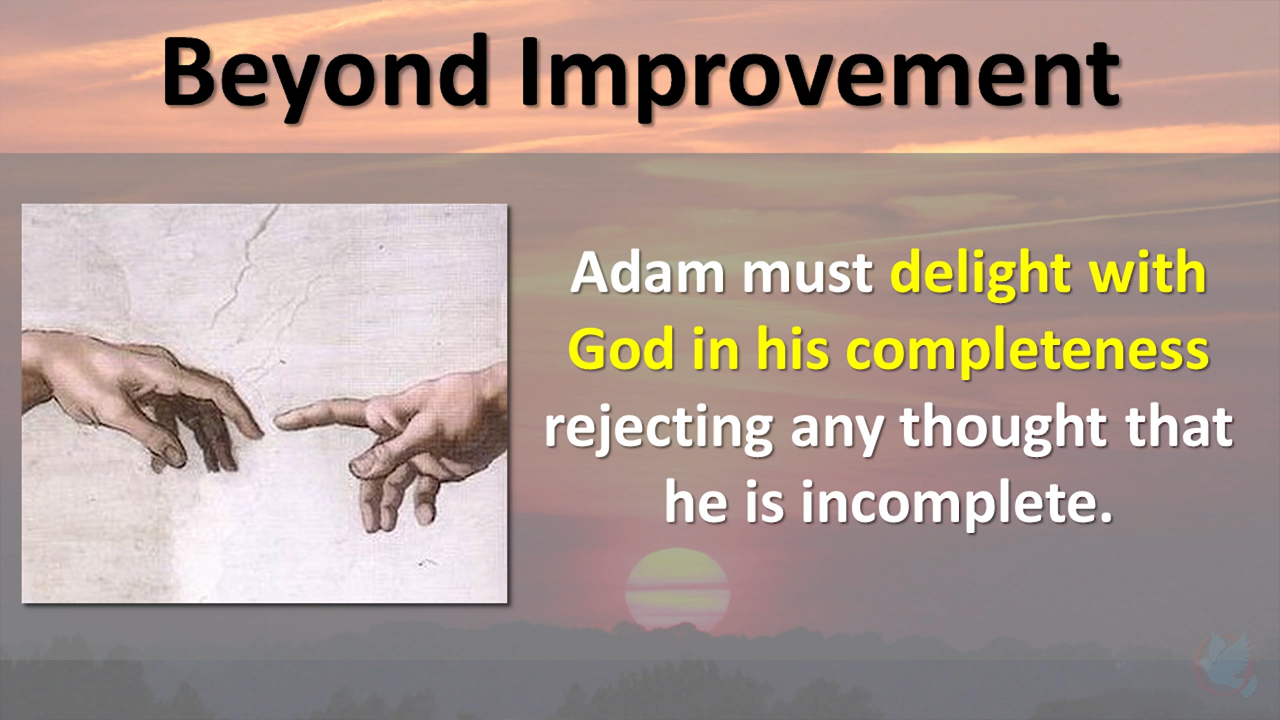 Beyond Improvement
Adam must delight with
God in his completeness
rejecting any thought that
he is incomplete.